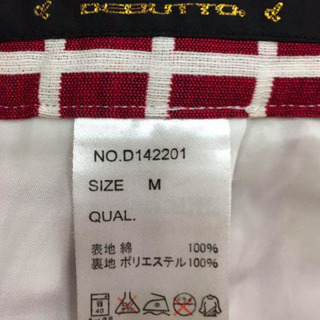 DEBUTTO.
NO.D142201
SIZE M
QUAL.
表地 綿 100%
裏地 ポリエステル 100%